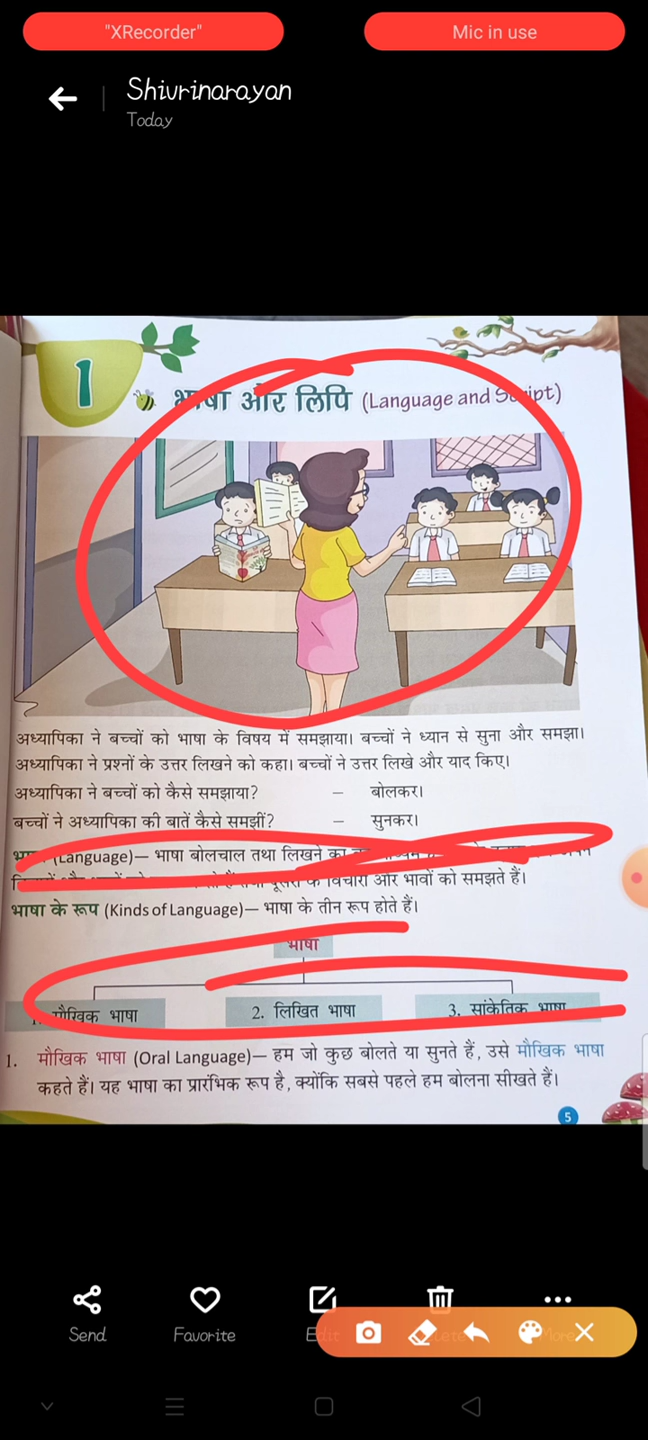 "XRecorder"
Mic in use
Shivrinarayan
Today
1
भाषा और लिपि (Language and Script)
अध्यापिका ने बच्चों को भाषा के विषय में समझाया। बच्चों ने ध्यान से सुना और समझा।
अध्यापिका ने प्रश्नों के उत्तर लिखने को कहा। बच्चों ने उत्तर लिखे और याद किए।
अध्यापिका ने बच्चों को कैसे समझाया? – बोलकर।
बच्चों ने अध्यापिका की बातें कैसे समझीं? – सुनकर।
(Language)— भाषा बोलचाल तथा लिखने का
के विचारों और भावों को समझते हैं।
भाषा के रूप (Kinds of Language)— भाषा के तीन रूप होते हैं।
भाषा
1. मौखिक भाषा 2. लिखित भाषा 3. सांकेतिक भाषा
1. मौखिक भाषा (Oral Language)— हम जो कुछ बोलते या सुनते हैं, उसे मौखिक भाषा
कहते हैं। यह भाषा का प्रारंभिक रूप है, क्योंकि सबसे पहले हम बोलना सीखते हैं।
5
Send
Favorite